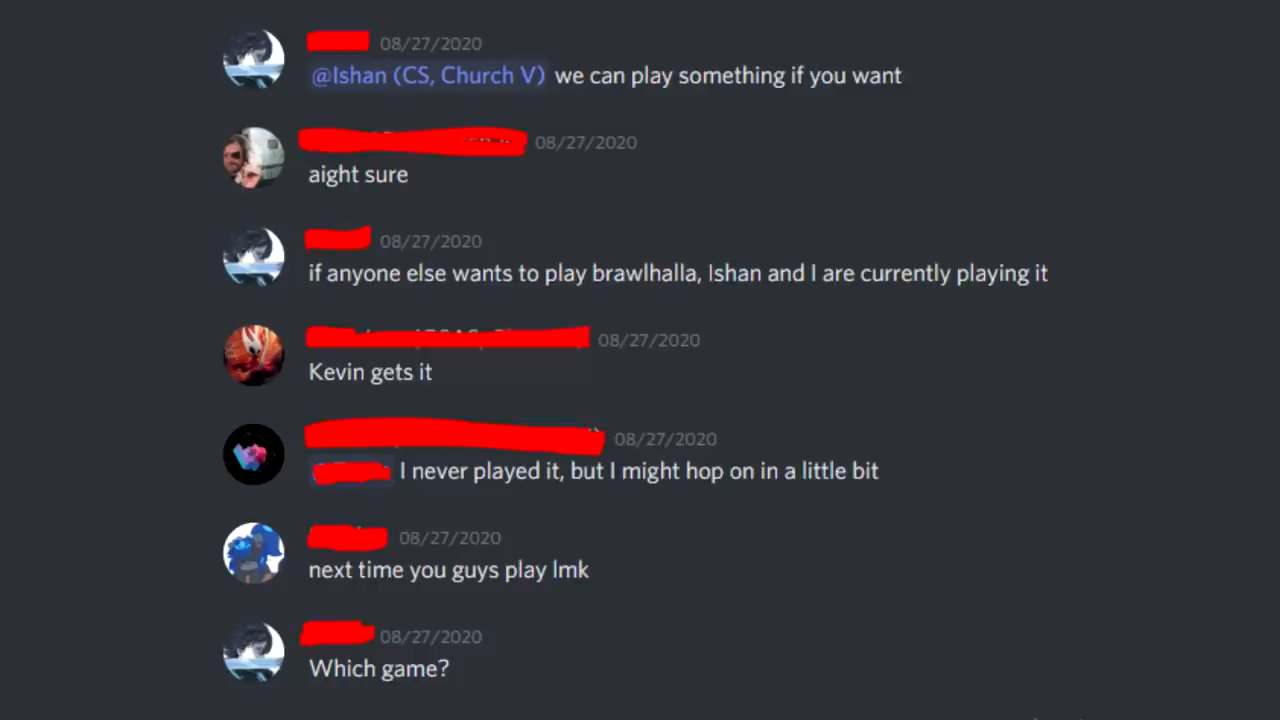 08/27/2020
@Ishan (CS, Church V) we can play something if you want
08/27/2020
aight sure
08/27/2020
if anyone else wants to play brawlhalla, Ishan and I are currently playing it
08/27/2020
Kevin gets it
08/27/2020
I never played it, but I might hop on in a little bit
08/27/2020
next time you guys play lmk
08/27/2020
Which game?